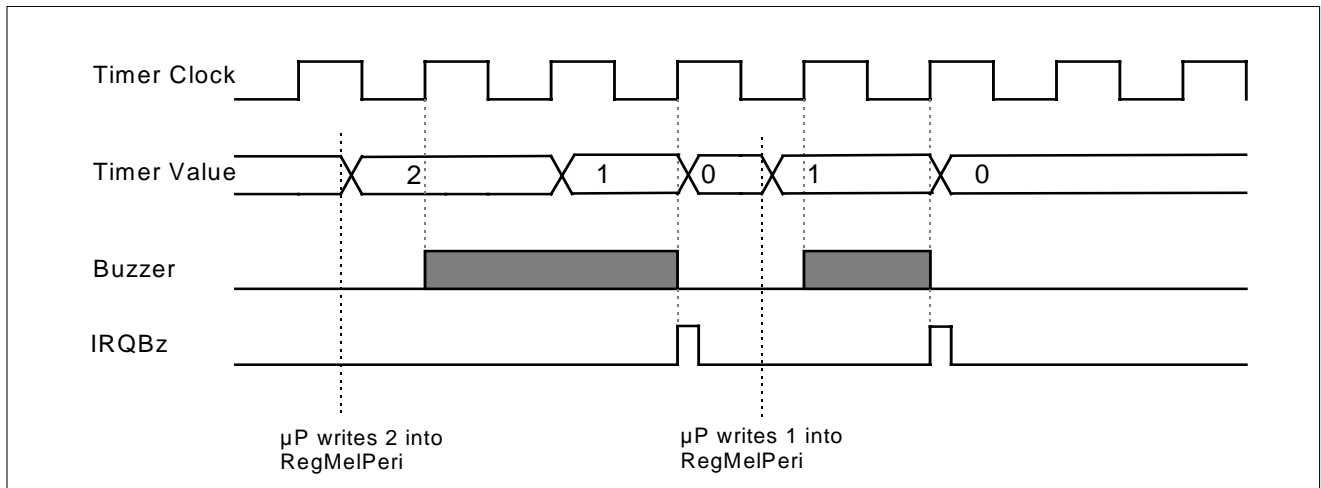 Timer Clock
Timer Value
2
1
0
1
0
Buzzer
IRQBz
µP writes 2 into
RegMelPeri
µP writes 1 into
RegMelPeri